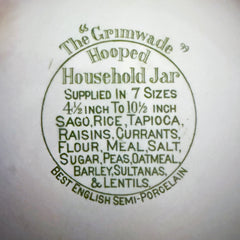 The "Grimwade"
Hooped
Household Jar
SUPPLIED IN 7 SIZES
4½ INCH TO 10½ INCH
SAGO, RICE, TAPIOCA,
RAISINS, CURRANTS,
FLOUR, MEAL, SALT,
SUGAR, PEAS, OATMEAL,
BARLEY, SULTANAS,
& LENTILS.
BEST ENGLISH SEMI-PORCELAIN